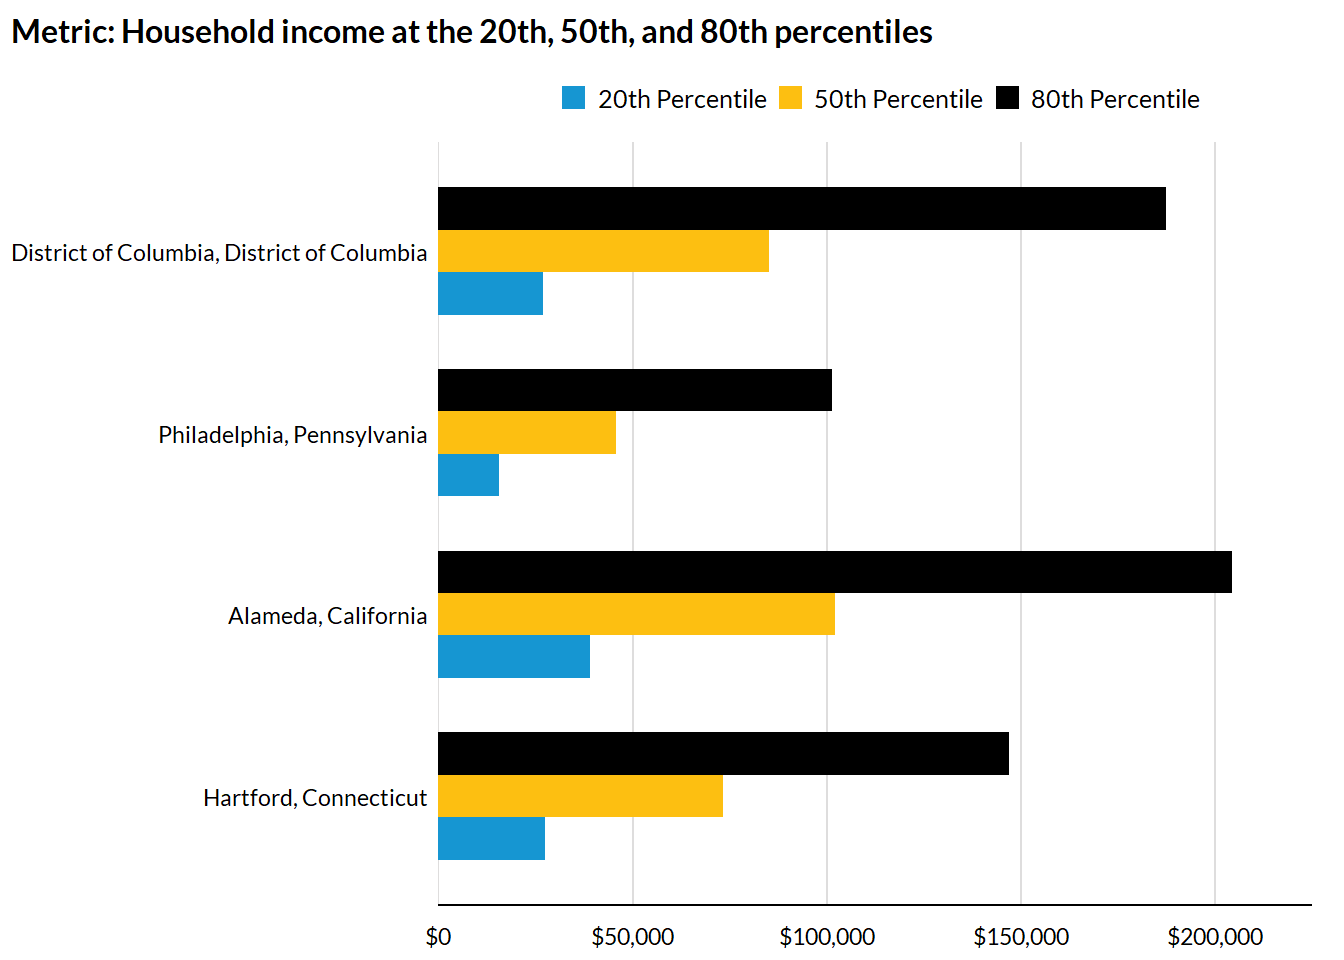 Metric: Household income at the 20th, 50th, and 80th percentiles
20th Percentile 50th Percentile 80th Percentile
District of Columbia, District of Columbia
Philadelphia, Pennsylvania
Alameda, California
Hartford, Connecticut
$0 $50,000 $100,000 $150,000 $200,000